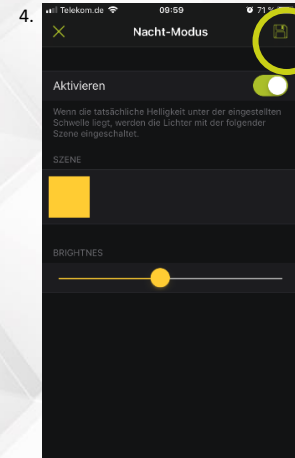 4.
Telekom.de 09:59 71 %
Nacht-Modus
Aktivieren
Wenn die tatsächliche Helligkeit unter der eingestellten
Schwelle liegt, werden die Lichter mit der folgender
Szene eingeschaltet.
SZENE
BRIGHTNES